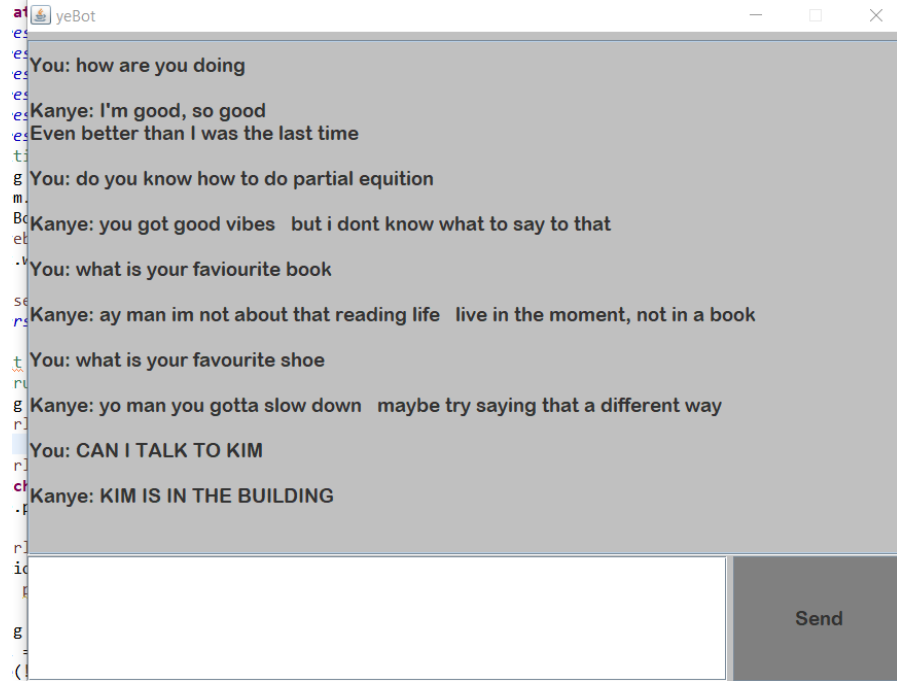 yeBot
You: how are you doing
Kanye: I'm good, so good
Even better than I was the last time
You: do you know how to do partial equition
Kanye: you got good vibes   but i dont know what to say to that
You: what is your faviourite book
Kanye: ay man im not about that reading life   live in the moment, not in a book
You: what is your favourite shoe
Kanye: yo man you gotta slow down   maybe try saying that a different way
You: CAN I TALK TO KIM
Kanye: KIM IS IN THE BUILDING
Send